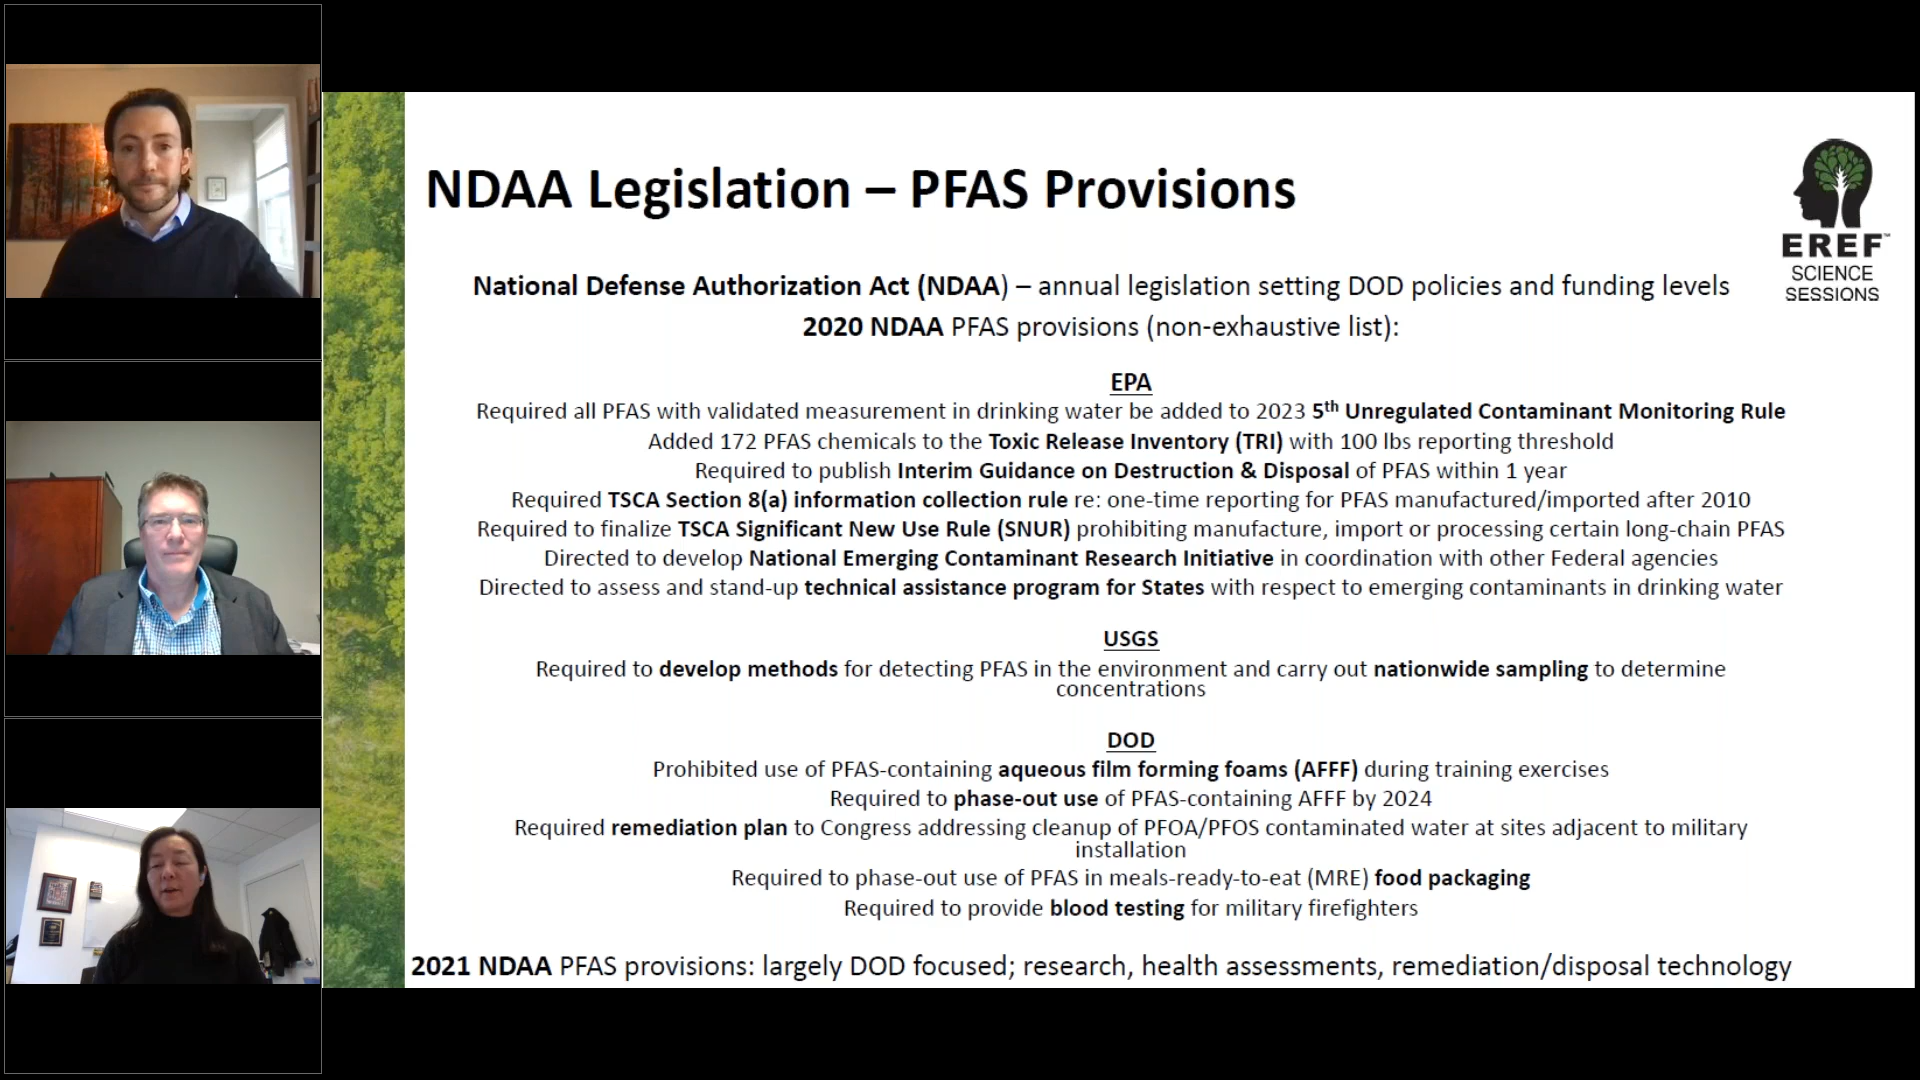 NDAA Legislation – PFAS Provisions
EREF™
SCIENCE
SESSIONS
National Defense Authorization Act (NDAA) – annual legislation setting DOD policies and funding levels
2020 NDAA PFAS provisions (non-exhaustive list):
EPA
Required all PFAS with validated measurement in drinking water be added to 2023 5th Unregulated Contaminant Monitoring Rule
Added 172 PFAS chemicals to the Toxic Release Inventory (TRI) with 100 lbs reporting threshold
Required to publish Interim Guidance on Destruction & Disposal of PFAS within 1 year
Required TSCA Section 8(a) information collection rule re: one-time reporting for PFAS manufactured/imported after 2010
Required to finalize TSCA Significant New Use Rule (SNUR) prohibiting manufacture, import or processing certain long-chain PFAS
Directed to develop National Emerging Contaminant Research Initiative in coordination with other Federal agencies
Directed to assess and stand-up technical assistance program for States with respect to emerging contaminants in drinking water
USGS
Required to develop methods for detecting PFAS in the environment and carry out nationwide sampling to determine
concentrations
DOD
Prohibited use of PFAS-containing aqueous film forming foams (AFFF) during training exercises
Required to phase-out use of PFAS-containing AFFF by 2024
Required remediation plan to Congress addressing cleanup of PFOA/PFOS contaminated water at sites adjacent to military
installation
Required to phase-out use of PFAS in meals-ready-to-eat (MRE) food packaging
Required to provide blood testing for military firefighters
2021 NDAA PFAS provisions: largely DOD focused; research, health assessments, remediation/disposal technology